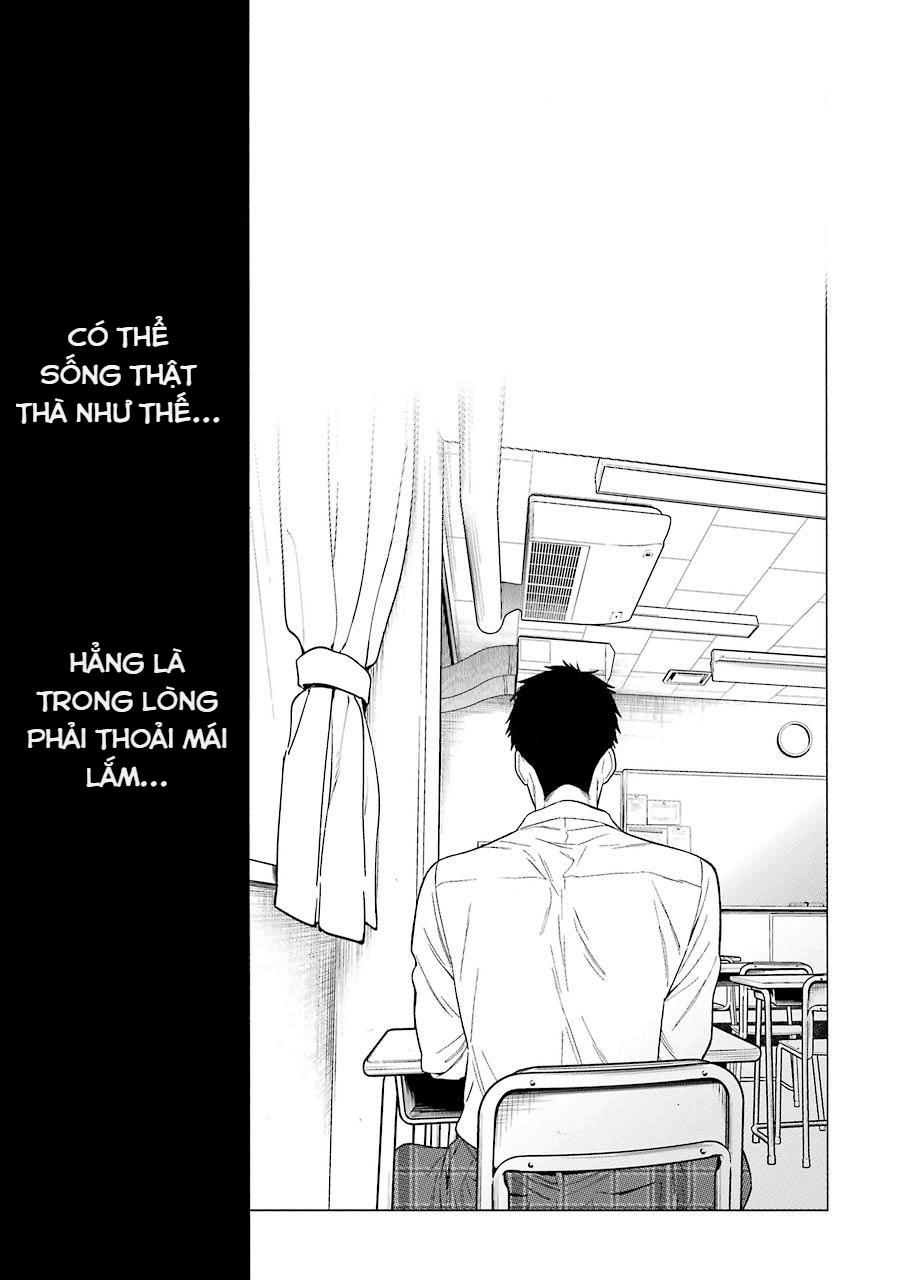 CÓ THỂ
SỐNG THẬT
THÀ NHƯ THẾ...
HẲNG LÀ
TRONG LÒNG
PHẢI THOẢI MÁI
LẮM...